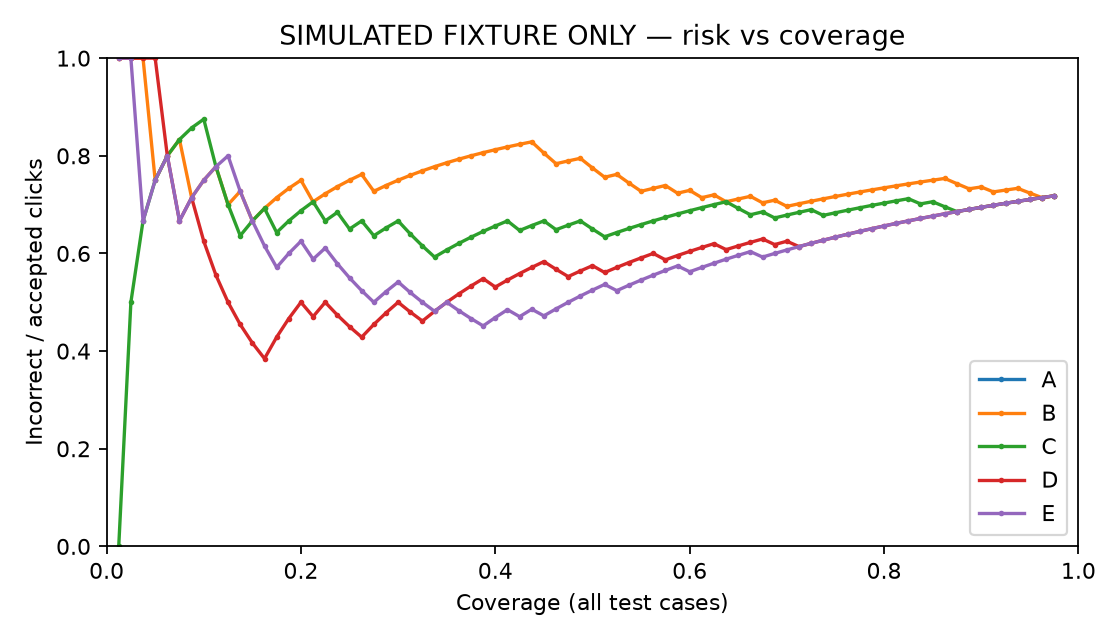 SIMULATED FIXTURE ONLY — risk vs coverage
Incorrect / accepted clicks
1.0
0.8
0.6
0.4
0.2
0.0
A
B
C
D
E
0.0 0.2 0.4 0.6 0.8 1.0
Coverage (all test cases)